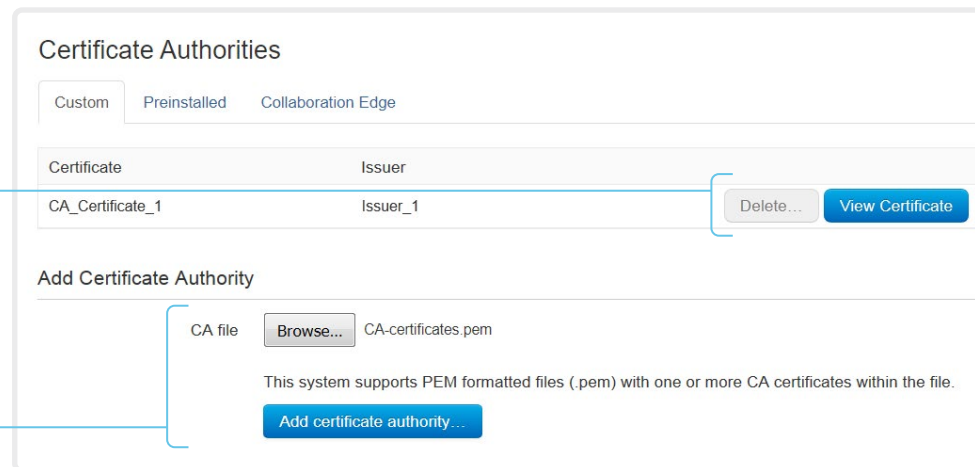 Certificate Authorities
Custom Preinstalled Collaboration Edge
Certificate Issuer
CA_Certificate_1 Issuer_1 Delete... View Certificate
Add Certificate Authority
CA file Browse... CA-certificates.pem
This system supports PEM formatted files (.pem) with one or more CA certificates within the file.
Add certificate authority...